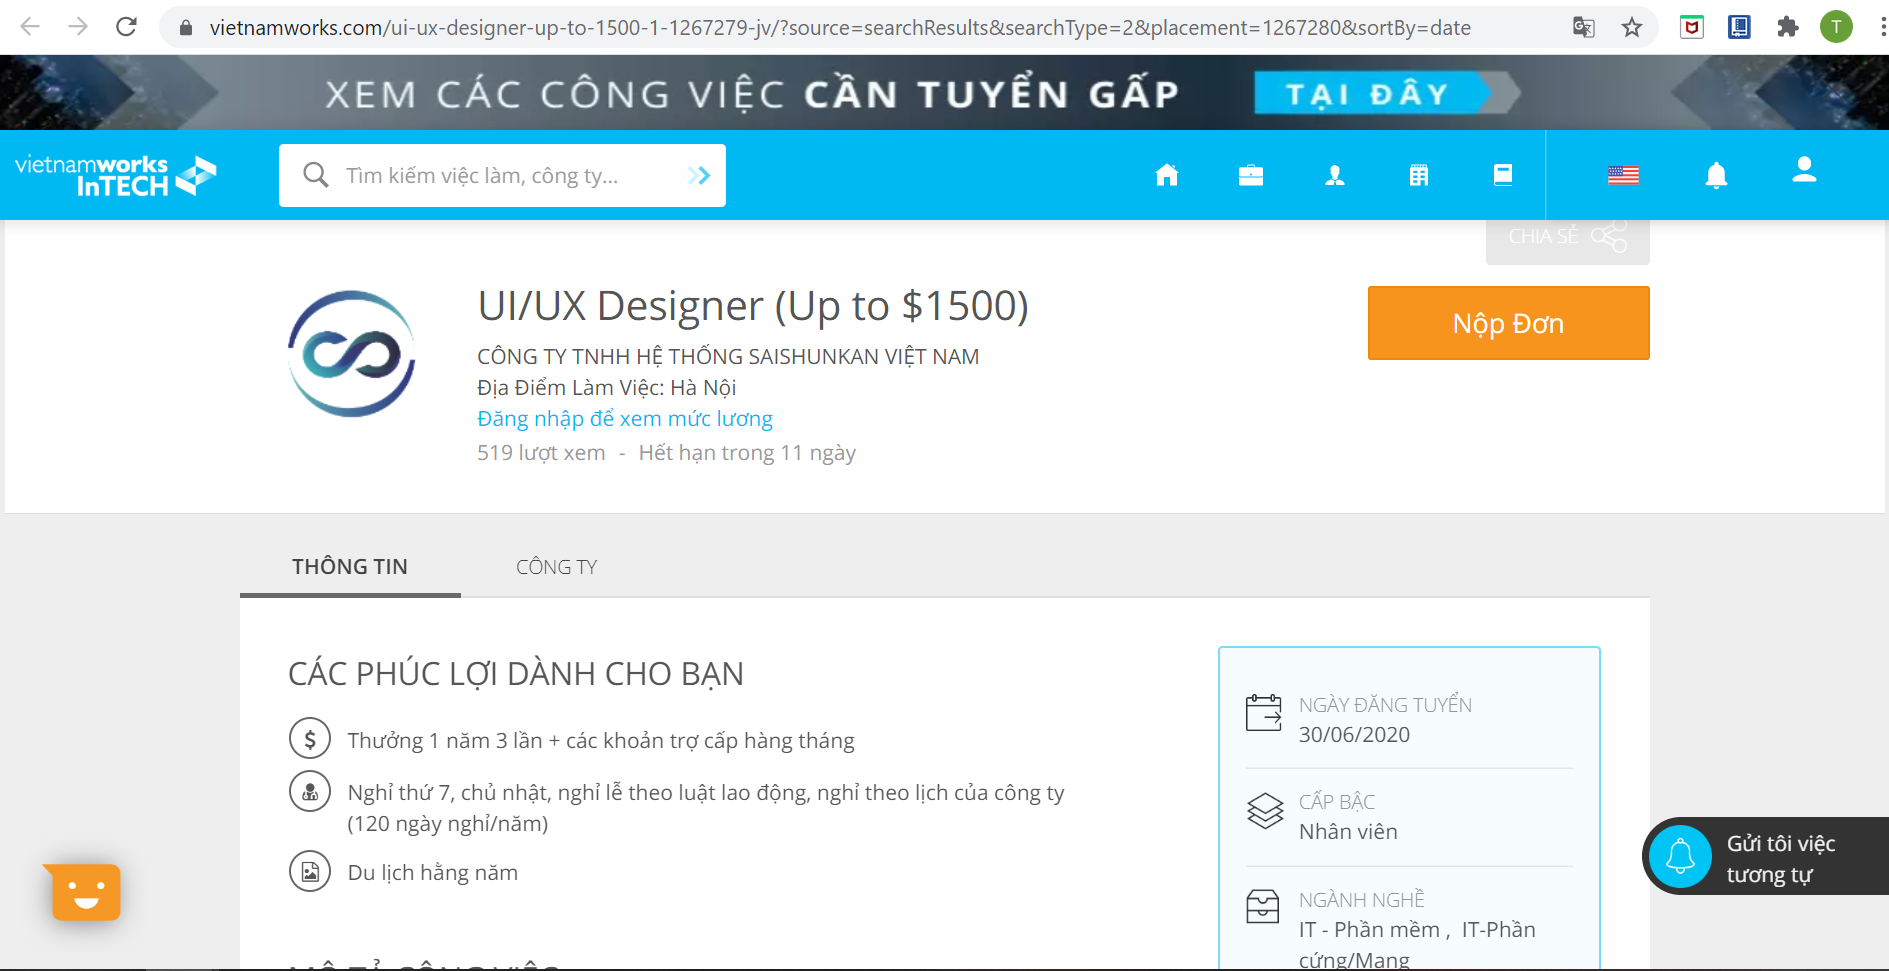 vietnamworks.com/ui-ux-designer-up-to-1500-1-1267279-jv/?source=searchResults&searchType=2&placement=1267280&sortBy=date
T
XEM CÁC CÔNG VIỆC CẦN TUYỂN GẤP TẠI ĐÂY
vietnamworks
InTECH
Tìm kiếm việc làm, công ty...
CHIA SẺ
UI/UX Designer (Up to $1500)
Nộp Đơn
CÔNG TY TNHH HỆ THỐNG SAISHUNKAN VIỆT NAM
Địa Điểm Làm Việc: Hà Nội
Đăng nhập để xem mức lương
519 lượt xem - Hết hạn trong 11 ngày
THÔNG TIN CÔNG TY
CÁC PHÚC LỢI DÀNH CHO BẠN
Thưởng 1 năm 3 lần + các khoản trợ cấp hàng tháng
Nghỉ thứ 7, chủ nhật, nghỉ lễ theo luật lao động, nghỉ theo lịch của công ty
(120 ngày nghỉ/năm)
Du lịch hằng năm
MÔ TẢ CÔNG VIỆC
NGÀY ĐĂNG TUYỂN
30/06/2020
CẤP BẬC
Nhân viên
NGÀNH NGHỀ
IT - Phần mềm , IT-Phần
cứng/Mạng
Gửi tôi việc
tương tự